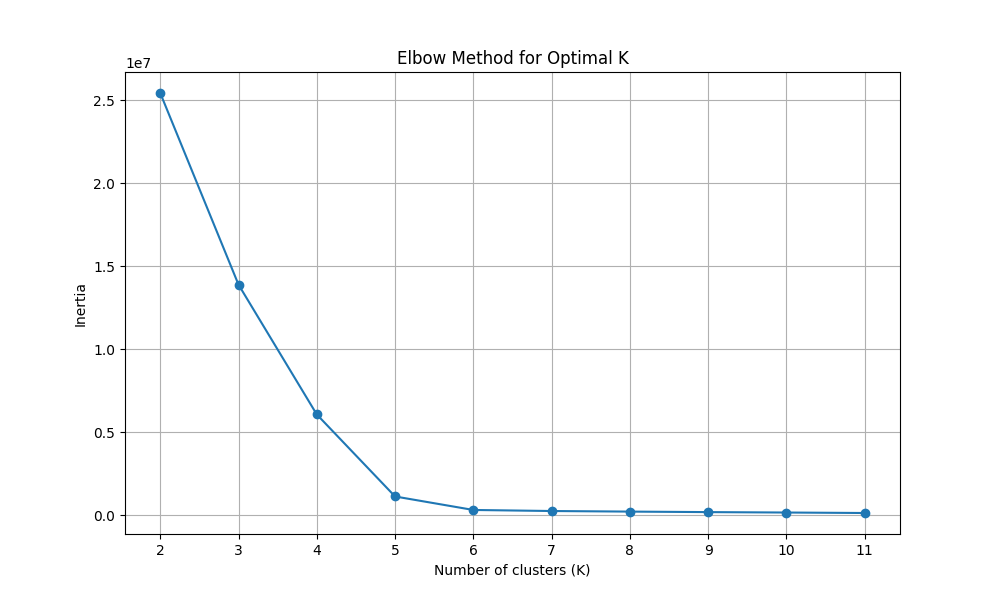 Elbow Method for Optimal K
1e7
2.5
2.0
1.5
1.0
0.5
0.0
Inertia
2 3 4 5 6 7 8 9 10 11
Number of clusters (K)